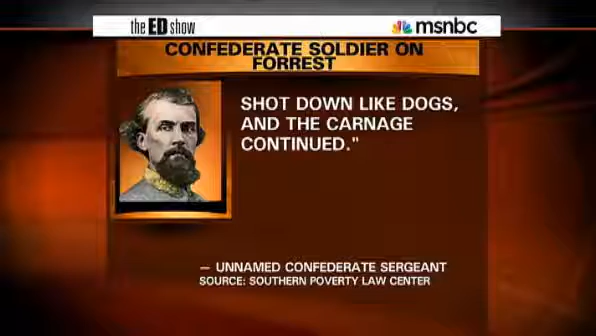 the ED show
msnbc
CONFEDERATE SOLDIER ON
FORREST
SHOT DOWN LIKE DOGS,
AND THE CARNAGE
CONTINUED."
— UNNAMED CONFEDERATE SERGEANT
SOURCE: SOUTHERN POVERTY LAW CENTER